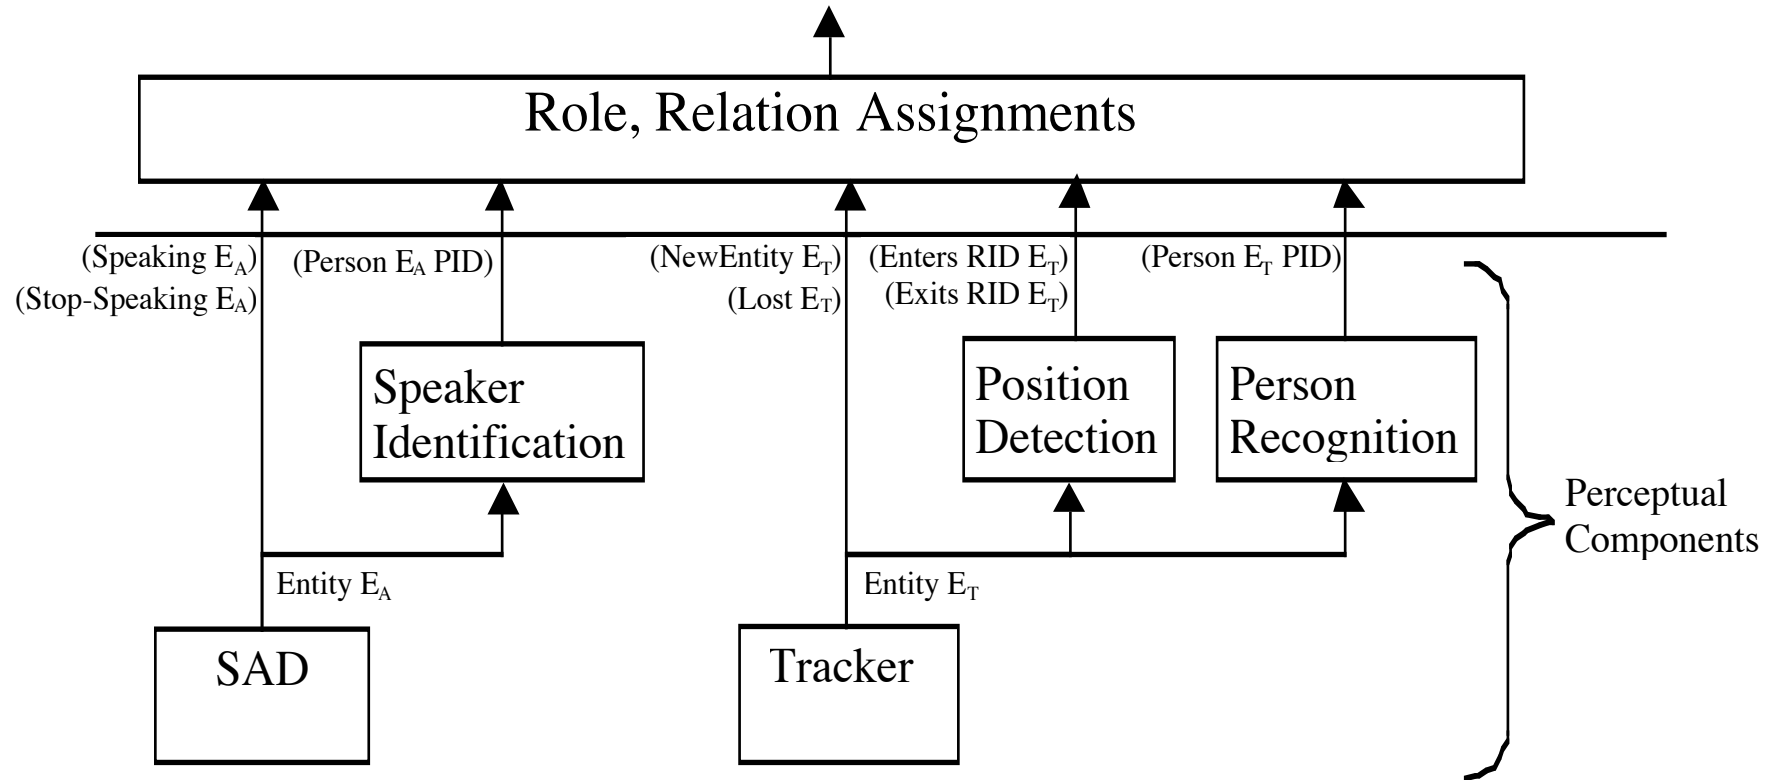 Role, Relation Assignments
(Speaking E_A)
(Stop-Speaking E_A)
(Person E_A PID)
(NewEntity E_T)
(Lost E_T)
(Enters RID E_T)
(Exits RID E_T)
(Person E_T PID)
Speaker
Identification
Position
Detection
Person
Recognition
Perceptual
Components
Entity E_A
Entity E_T
SAD
Tracker